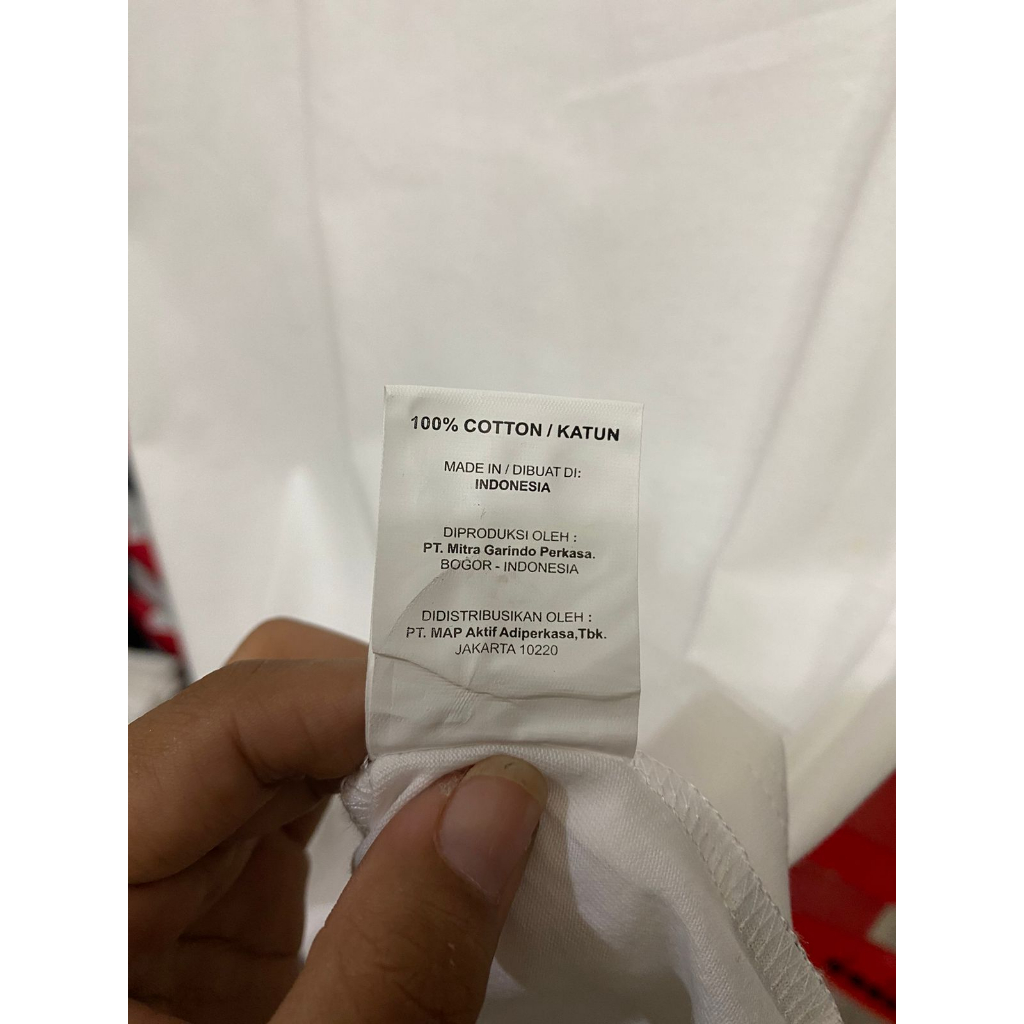 100% COTTON / KATUN
MADE IN / DIBUAT DI:
INDONESIA
DIPRODUKSI OLEH :
PT. Mitra Garindo Perkasa.
BOGOR - INDONESIA
DIDISTRIBUSIKAN OLEH :
PT. MAP Aktif Adiperkasa,Tbk.
JAKARTA 10220